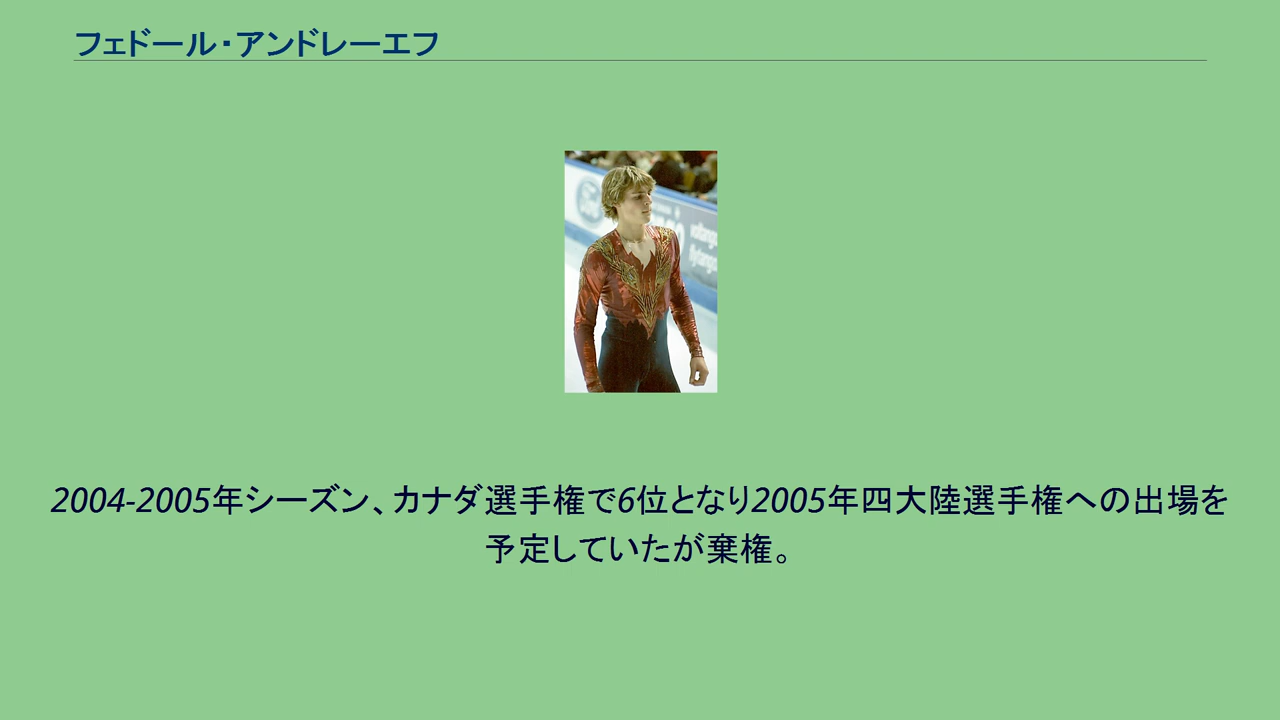 フェドール・アンドレーエフ
2004-2005年シーズン、カナダ選手権で6位となり2005年四大陸選手権への出場を
予定していたが棄権。